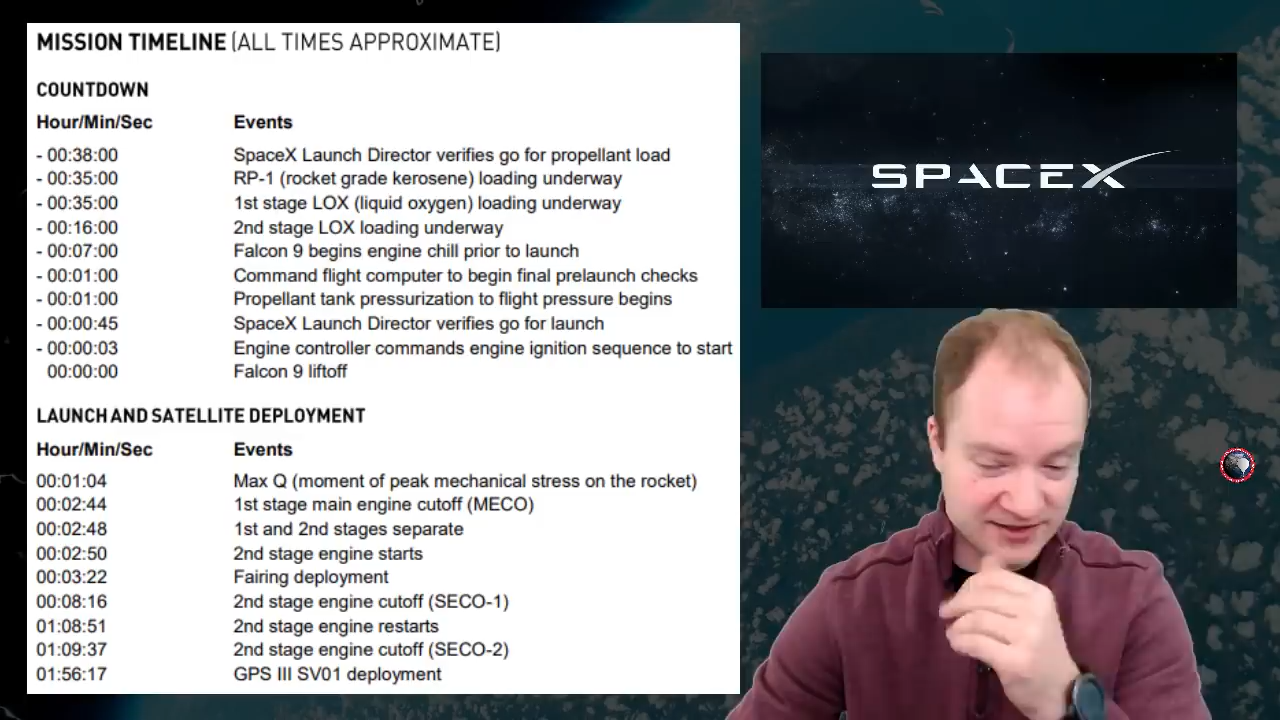 MISSION TIMELINE (ALL TIMES APPROXIMATE)
COUNTDOWN
Hour/Min/Sec Events
- 00:38:00 SpaceX Launch Director verifies go for propellant load
- 00:35:00 RP-1 (rocket grade kerosene) loading underway
- 00:35:00 1st stage LOX (liquid oxygen) loading underway
- 00:16:00 2nd stage LOX loading underway
- 00:07:00 Falcon 9 begins engine chill prior to launch
- 00:01:00 Command flight computer to begin final prelaunch checks
- 00:01:00 Propellant tank pressurization to flight pressure begins
- 00:00:45 SpaceX Launch Director verifies go for launch
- 00:00:03 Engine controller commands engine ignition sequence to start
00:00:00 Falcon 9 liftoff
LAUNCH AND SATELLITE DEPLOYMENT
Hour/Min/Sec Events
00:01:04 Max Q (moment of peak mechanical stress on the rocket)
00:02:44 1st stage main engine cutoff (MECO)
00:02:48 1st and 2nd stages separate
00:02:50 2nd stage engine starts
00:03:22 Fairing deployment
00:08:16 2nd stage engine cutoff (SECO-1)
01:08:51 2nd stage engine restarts
01:09:37 2nd stage engine cutoff (SECO-2)
01:56:17 GPS III SV01 deployment
SPACEX